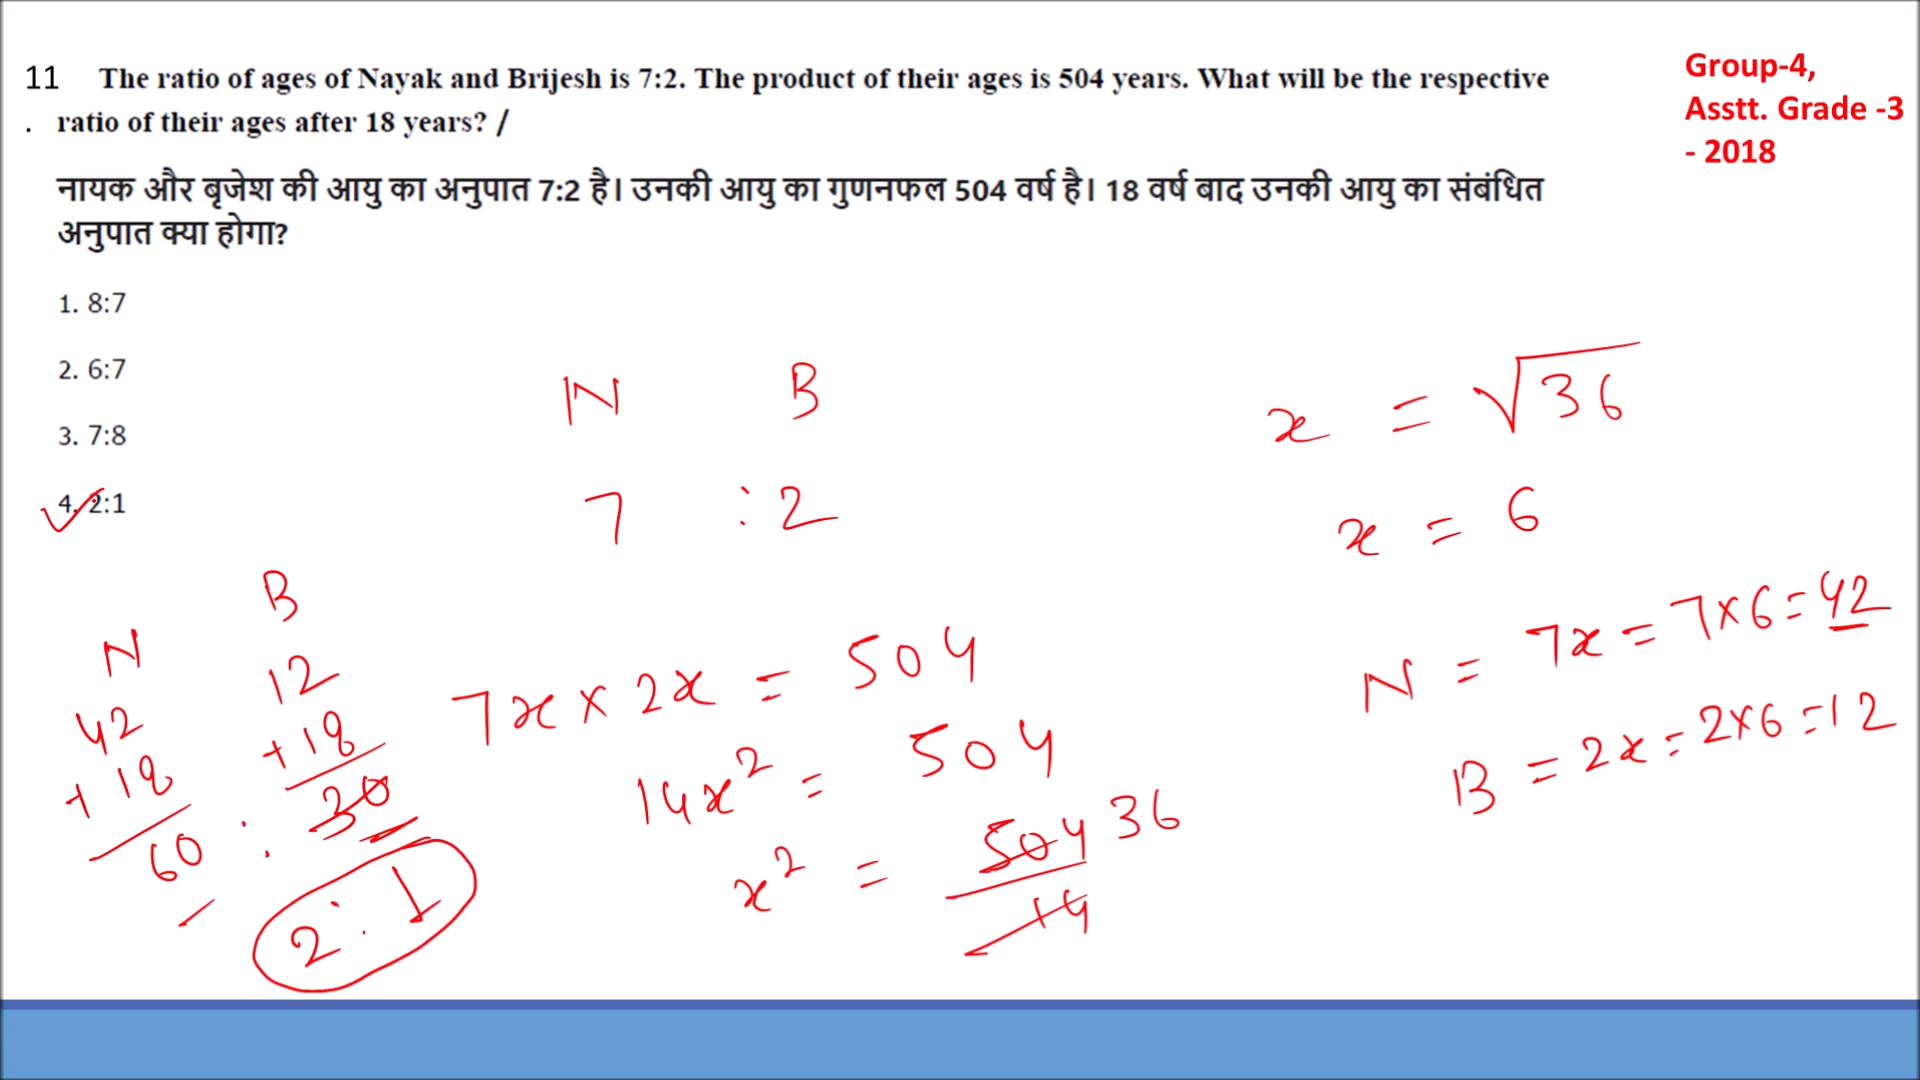 11 The ratio of ages of Nayak and Brijesh is 7:2. The product of their ages is 504 years. What will be the respective
. ratio of their ages after 18 years? /
नायक और बृजेश की आयु का अनुपात 7:2 है। उनकी आयु का गुणनफल 504 वर्ष है। 18 वर्ष बाद उनकी आयु का संबंधित
अनुपात क्या होगा?
Group-4,
Asstt. Grade -3
- 2018
1. 8:7
2. 6:7
3. 7:8
4. 2:1
N B
7 : 2
7x × 2x = 504
14x² = 504
x² = 504/14 36
x = √36
x = 6
N = 7x = 7×6 = 42
B = 2x = 2×6 = 12
N B
42 12
+18 +18
60 : 30
2 : 1